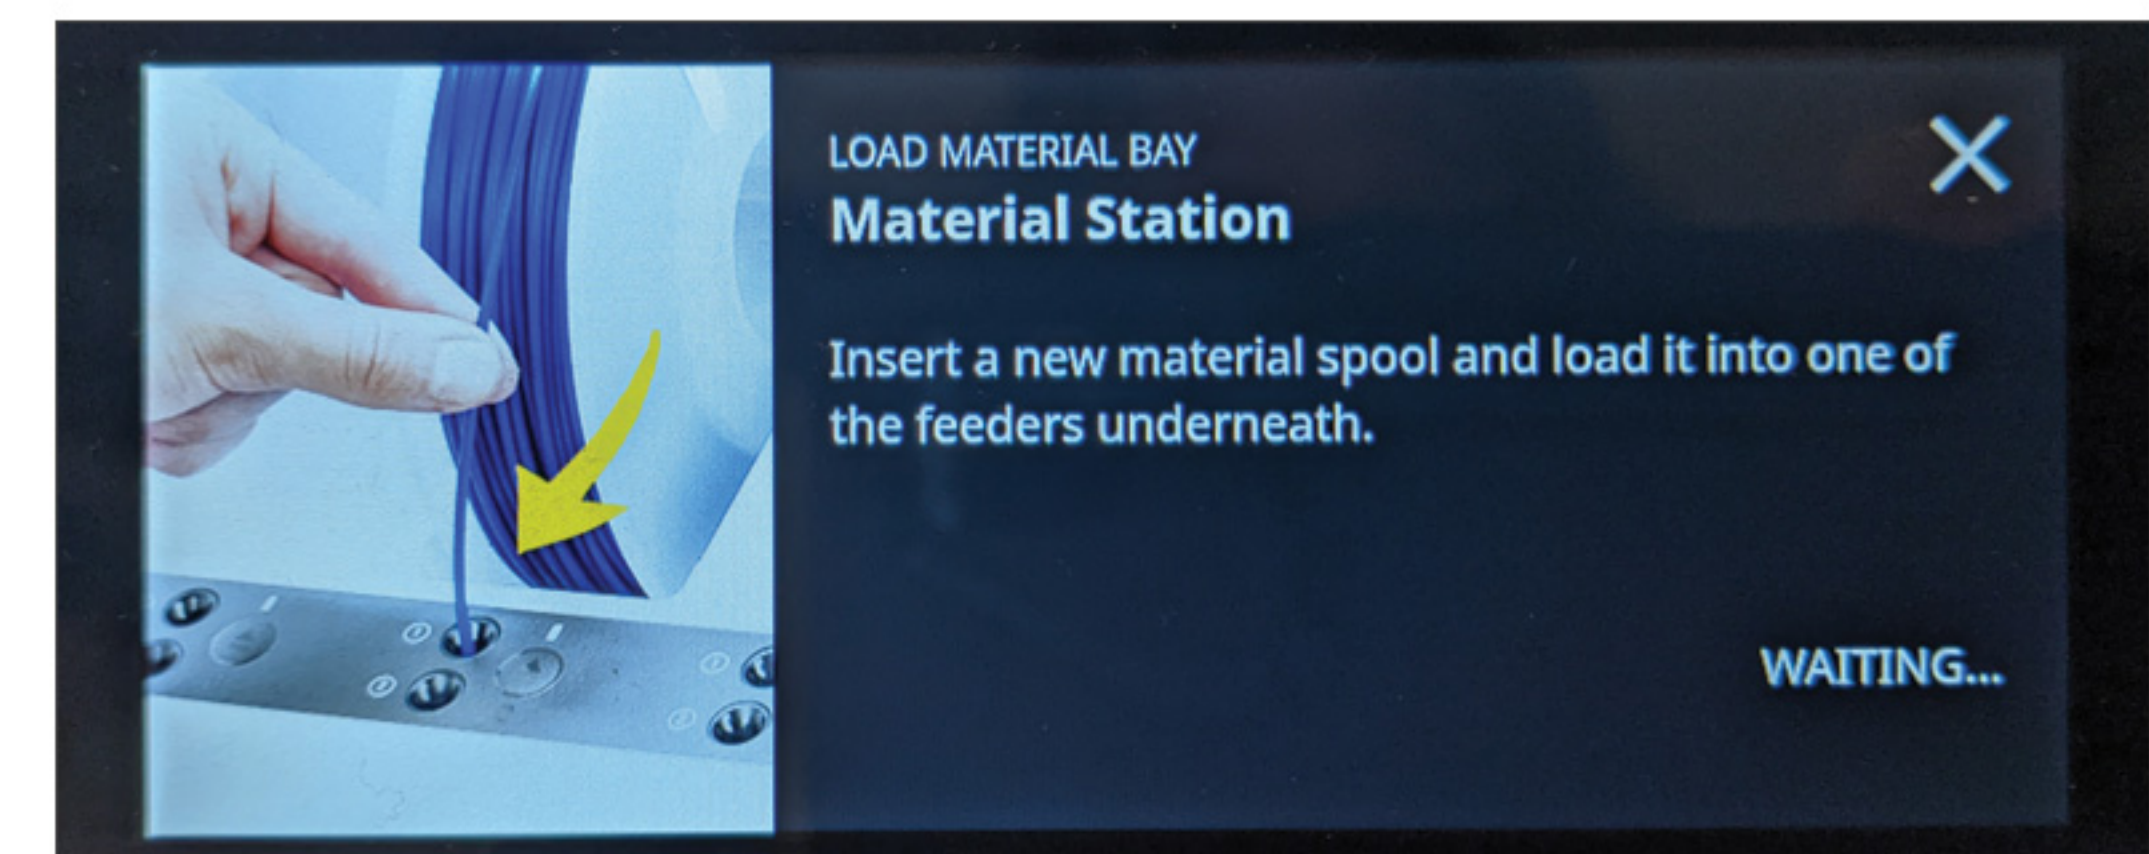 LOAD MATERIAL BAY
Material Station
Insert a new material spool and load it into one of
the feeders underneath.
WAITING...